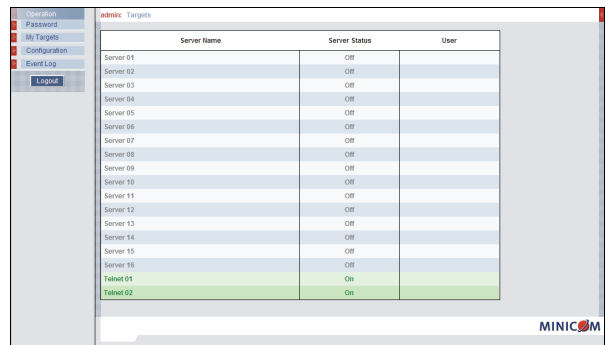 Operation
Password
My Targets
Configuration
Event Log
Logout
admin: Targets
Server Name Server Status User
Server 01 Off
Server 02 Off
Server 03 Off
Server 04 Off
Server 05 Off
Server 06 Off
Server 07 Off
Server 08 Off
Server 09 Off
Server 10 Off
Server 11 Off
Server 12 Off
Server 13 Off
Server 14 Off
Server 15 Off
Server 16 Off
Telnet 01 On
Telnet 02 On
MINICOM